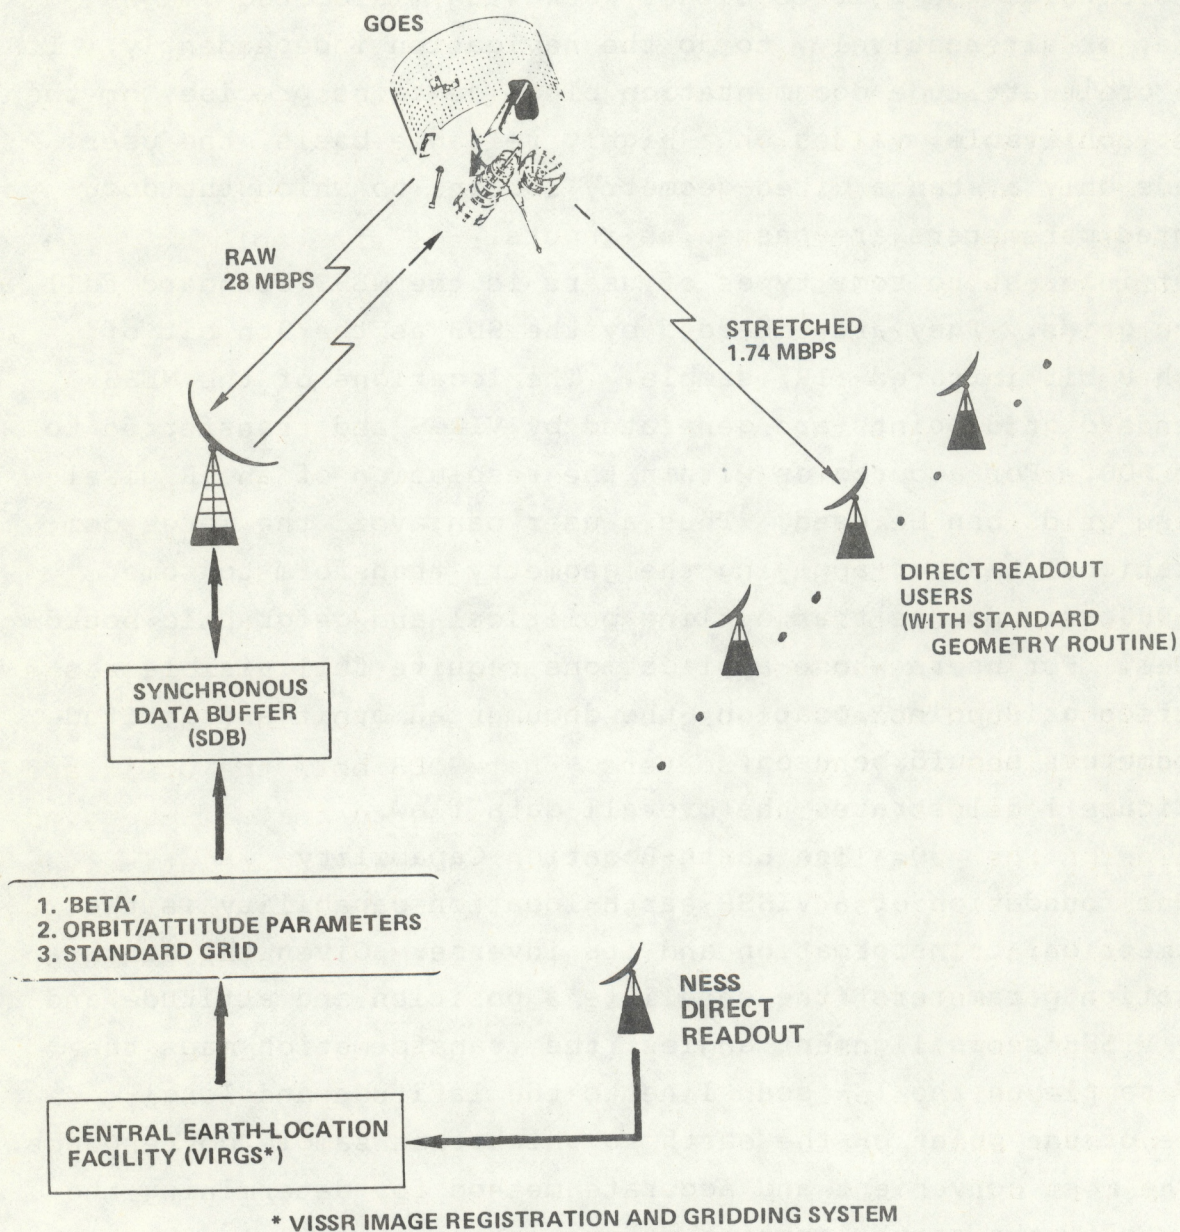 GOES
RAW
28 MBPS
STRETCHED
1.74 MBPS
DIRECT READOUT
USERS
(WITH STANDARD
GEOMETRY ROUTINE)
SYNCHRONOUS
DATA BUFFER
(SDB)
1. 'BETA'
2. ORBIT/ATTITUDE PARAMETERS
3. STANDARD GRID
NESS
DIRECT
READOUT
CENTRAL EARTH-LOCATION
FACILITY (VIRGS*)
* VISSR IMAGE REGISTRATION AND GRIDDING SYSTEM